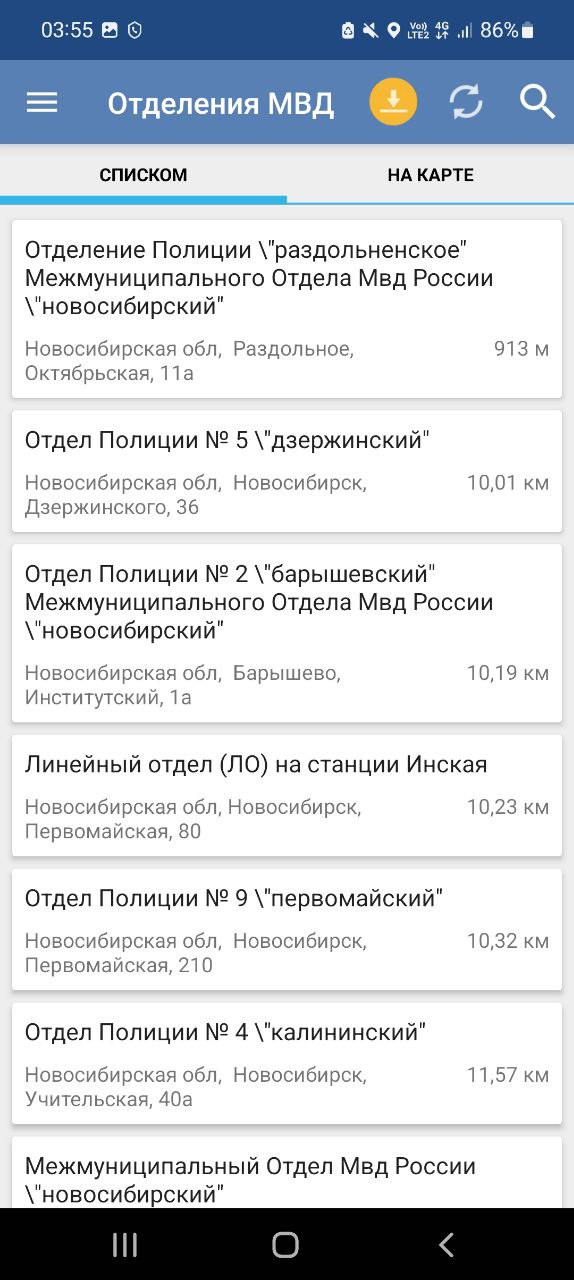 03:55
Vo)) LTE2 4G 86%
Отделения МВД
СПИСКОМ
НА КАРТЕ
Отделение Полиции \"раздольненское"
Межмуниципального Отдела Мвд России
\"новосибирский"
Новосибирская обл, Раздольное, 913 м
Октябрьская, 11а
Отдел Полиции № 5 \"дзержинский"
Новосибирская обл, Новосибирск, 10,01 км
Дзержинского, 36
Отдел Полиции № 2 \"барышевский"
Межмуниципального Отдела Мвд России
\"новосибирский"
Новосибирская обл, Барышево, 10,19 км
Институтский, 1а
Линейный отдел (ЛО) на станции Инская
Новосибирская обл, Новосибирск, 10,23 км
Первомайская, 80
Отдел Полиции № 9 \"первомайский"
Новосибирская обл, Новосибирск, 10,32 км
Первомайская, 210
Отдел Полиции № 4 \"калининский"
Новосибирская обл, Новосибирск, 11,57 км
Учительская, 40а
Межмуниципальный Отдел Мвд России
\"новосибирский"